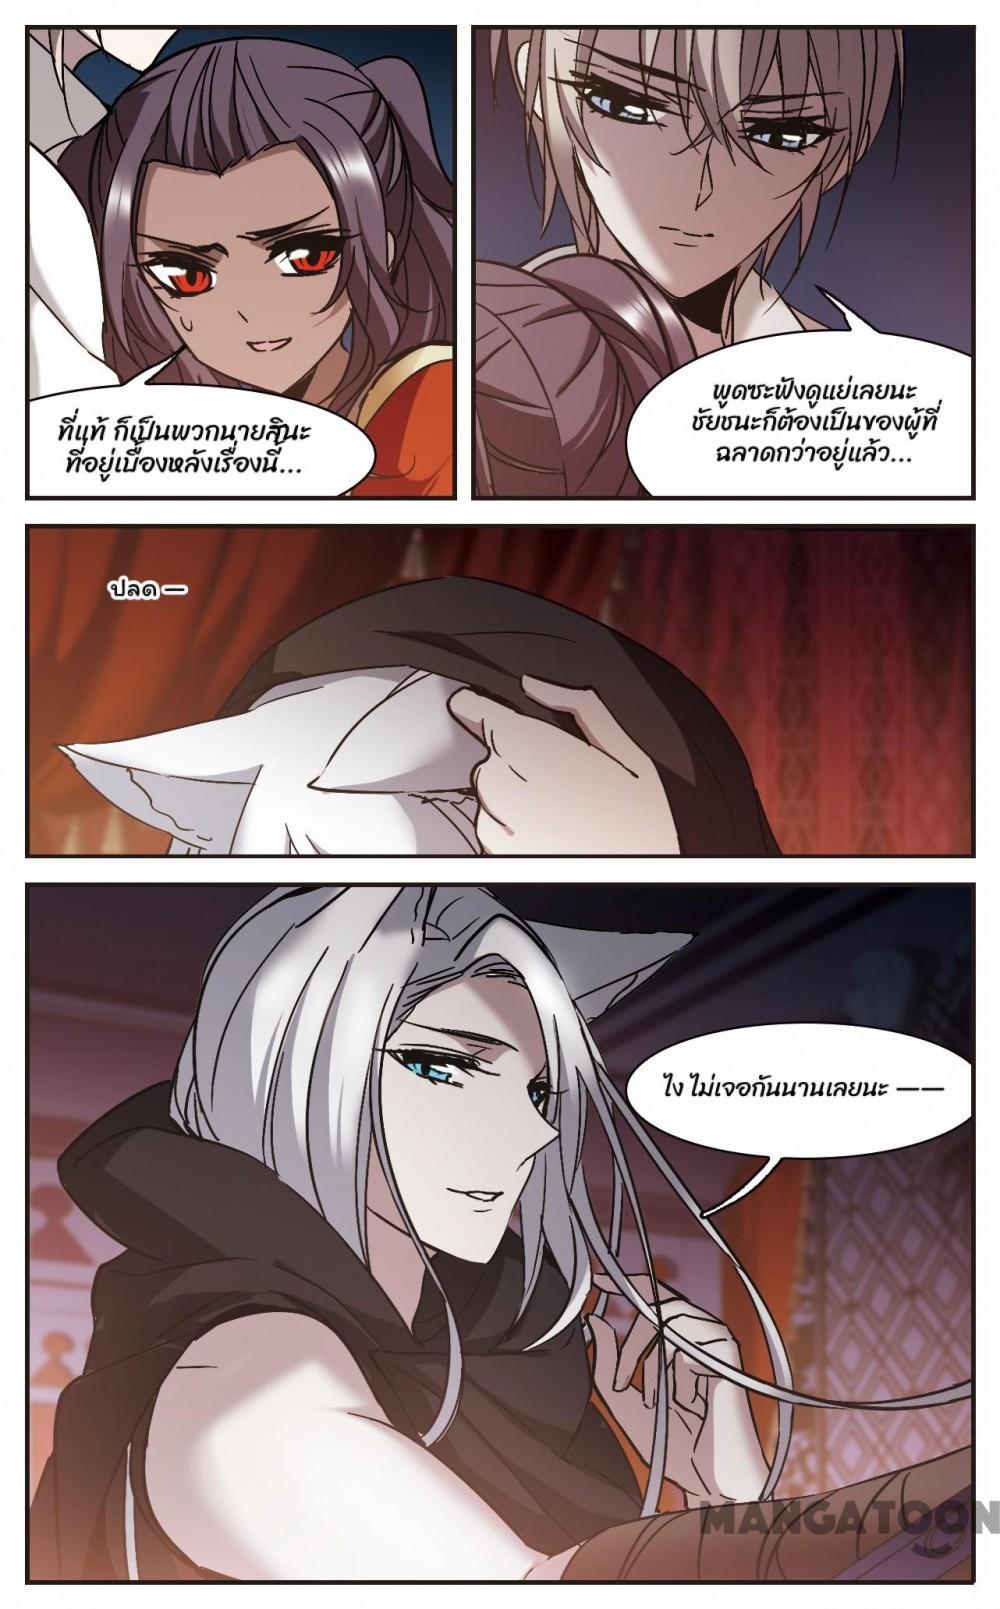 ที่แท้ ก็เป็นพวกนายสินะ
ที่อยู่เบื้องหลังเรื่องนี้...
พูดซะฟังดูแย่เลยนะ
ชัยชนะก็ต้องเป็นของผู้ที่
ฉลาดกว่าอยู่แล้ว...
ปลด —
ไง ไม่เจอกันนานเลยนะ ——
MANGATOON